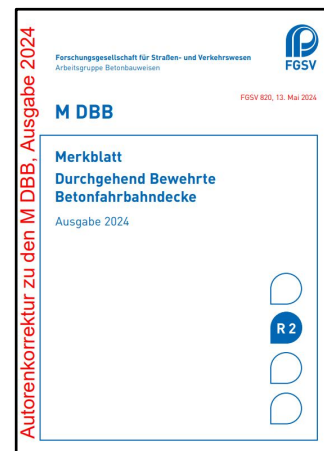 Autorenkorrektur zu den M DBB, Ausgabe 2024
Forschungsgesellschaft für Straßen- und Verkehrswesen
Arbeitsgruppe Betonbauweisen
FGSV
FGSV 820, 13. Mai 2024
M DBB
Merkblatt
Durchgehend Bewehrte
Betonfahrbahndecke
Ausgabe 2024
R 2